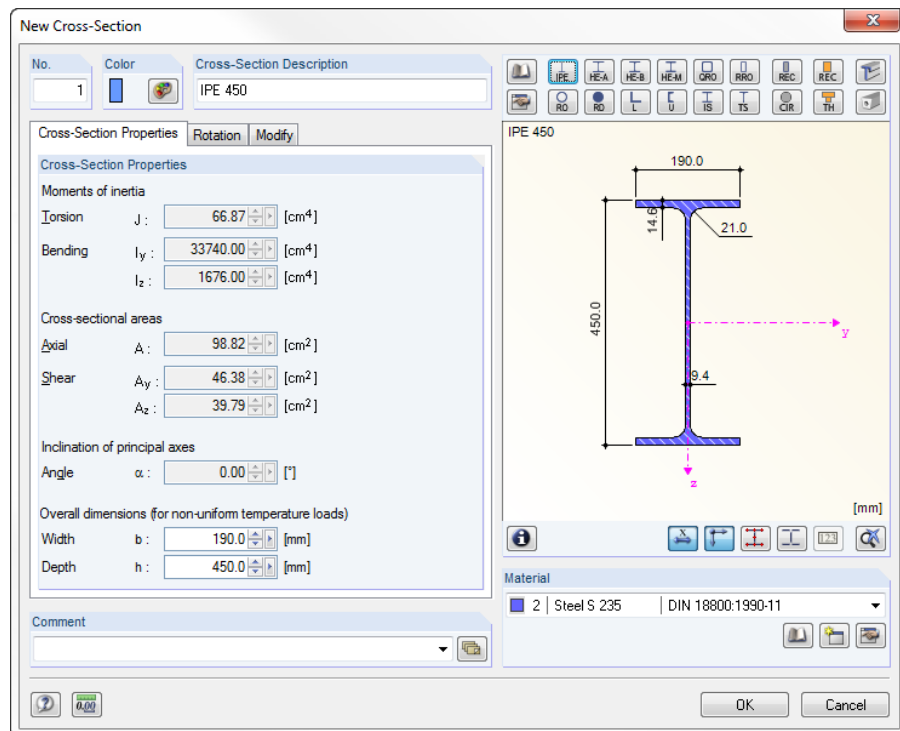 New Cross-Section
No. Color Cross-Section Description
1 IPE 450
IPE HE-A HE-B HE-M QRO RRO REC REC
RO RO L U IS TS CIR TH
Cross-Section Properties Rotation Modify
Cross-Section Properties
Moments of inertia
Torsion J : 66.87 [cm4]
Bending Iy : 33740.00 [cm4]
Iz : 1676.00 [cm4]
Cross-sectional areas
Axial A : 98.82 [cm2]
Shear Ay : 46.38 [cm2]
Az : 39.79 [cm2]
Inclination of principal axes
Angle α : 0.00 [°]
Overall dimensions (for non-uniform temperature loads)
Width b : 190.0 [mm]
Depth h : 450.0 [mm]
IPE 450
190.0
14.6
21.0
450.0
y
9.4
z
[mm]
X
123
Material
2 Steel S 235 DIN 18800:1990-11
Comment
0.00
OK Cancel